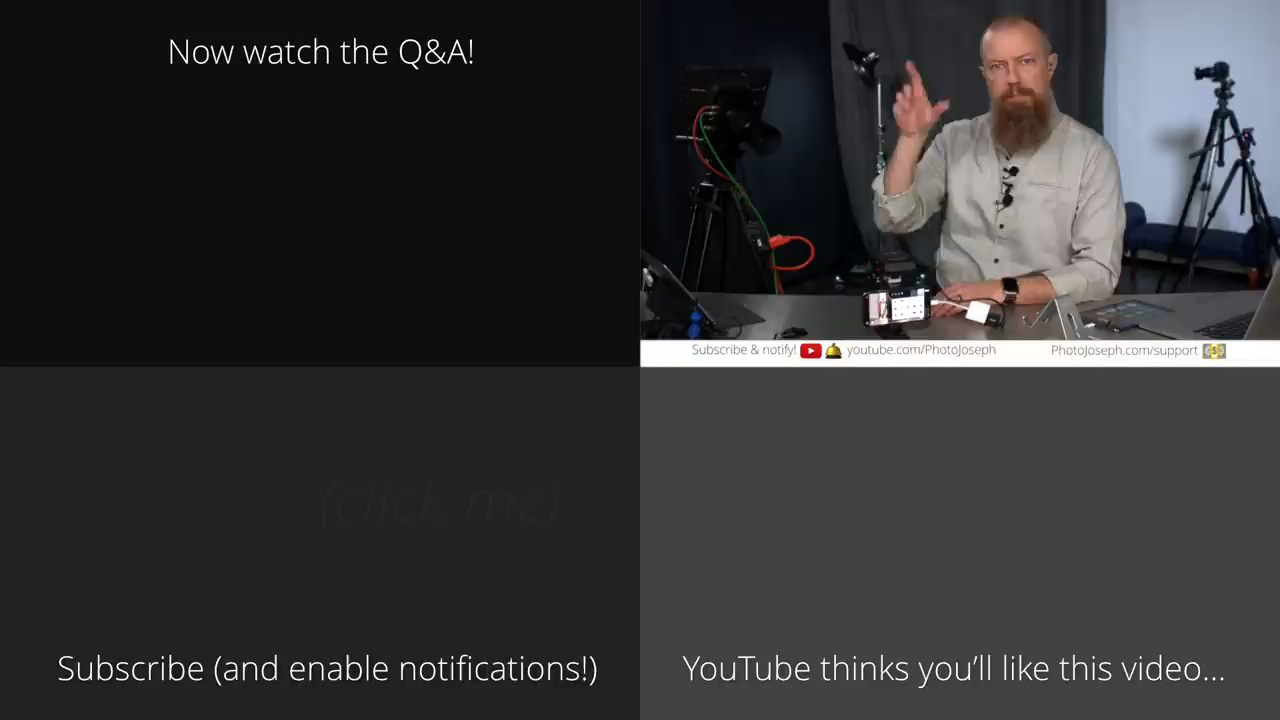 Now watch the Q&A!
Subscribe & notify! youtube.com/PhotoJoseph PhotoJoseph.com/support
(click me)
Subscribe (and enable notifications!)
YouTube thinks you’ll like this video...